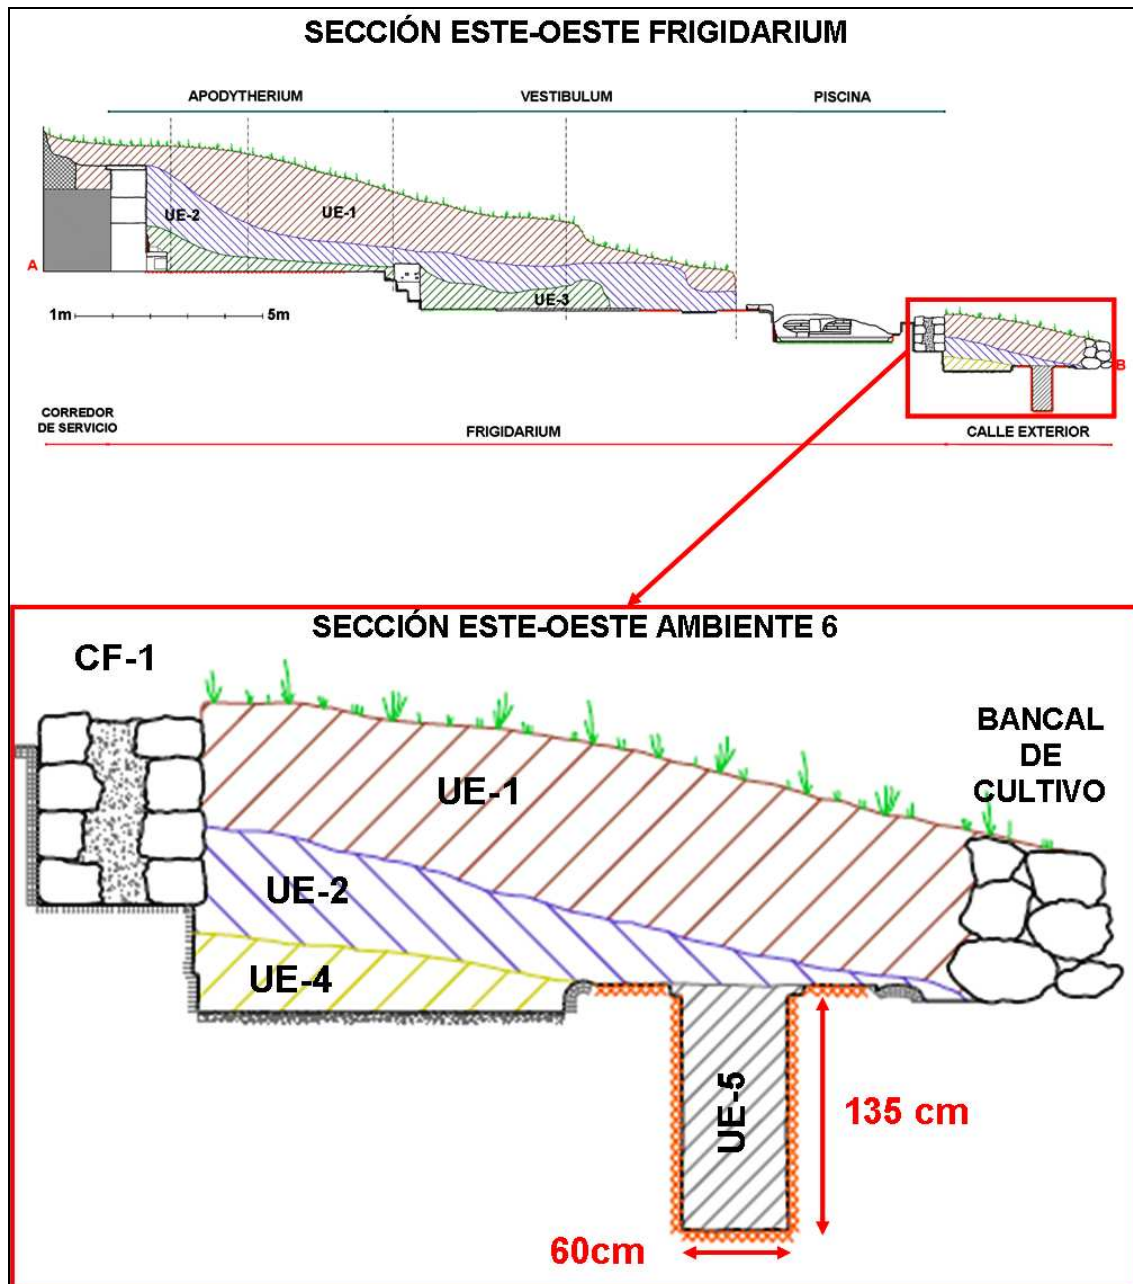 SECCIÓN ESTE-OESTE FRIGIDARIUM
APODYTHERIUM
VESTIBULUM
PISCINA
UE-2
UE-1
A
UE-3
1m
5m
B
CORREDOR
DE SERVICIO
FRIGIDARIUM
CALLE EXTERIOR
SECCIÓN ESTE-OESTE AMBIENTE 6
CF-1
BANCAL
DE
CULTIVO
UE-1
UE-2
UE-4
UE-5
135 cm
60cm